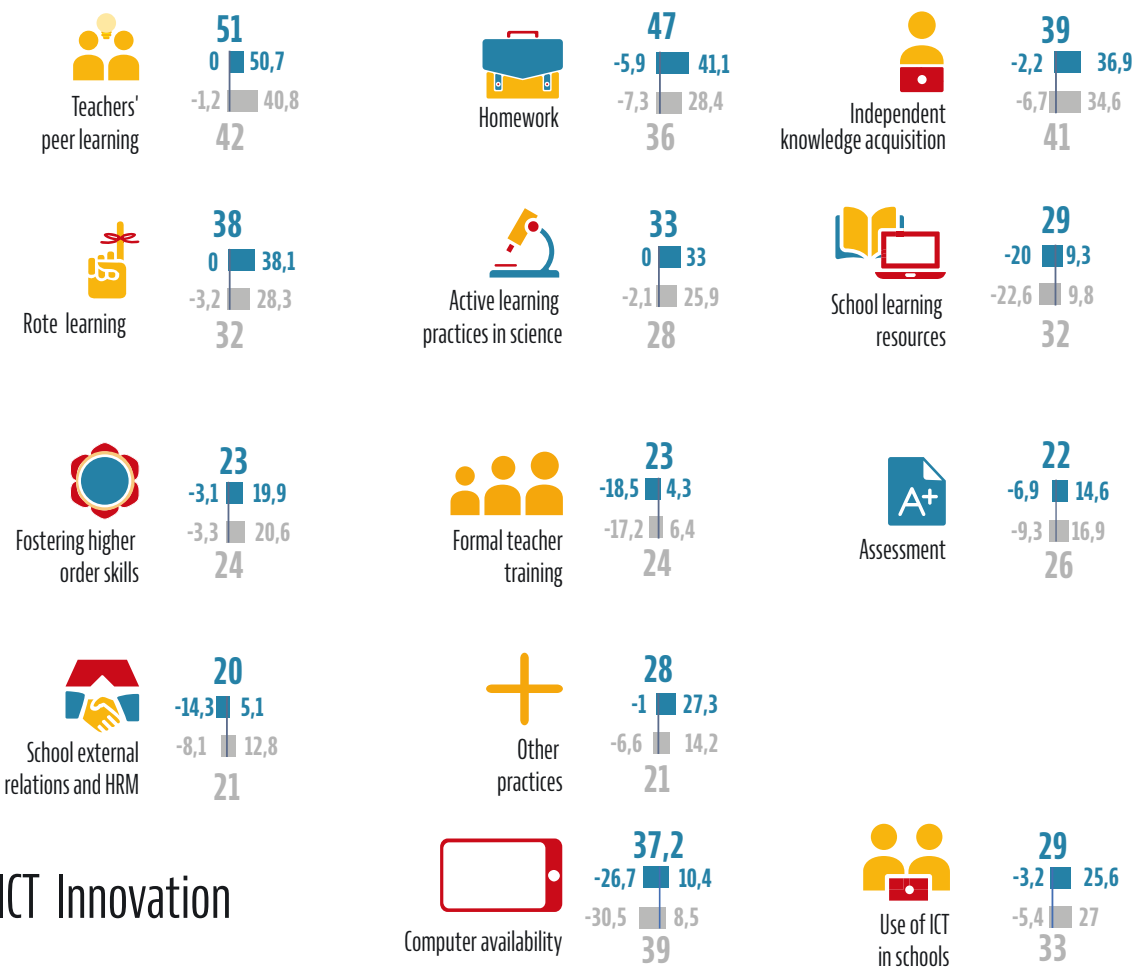 51
0 50,7
-1,2 40,8
42
Teachers'
peer learning
47
-5,9 41,1
-7,3 28,4
36
Homework
39
-2,2 36,9
-6,7 34,6
41
Independent
knowledge acquisition
38
0 38,1
-3,2 28,3
32
Rote learning
33
0 33
-2,1 25,9
28
Active learning
practices in science
29
-20 9,3
-22,6 9,8
32
School learning
resources
23
-3,1 19,9
-3,3 20,6
24
Fostering higher
order skills
23
-18,5 4,3
-17,2 6,4
24
Formal teacher
training
A+
22
-6,9 14,6
-9,3 16,9
26
Assessment
20
-14,3 5,1
-8,1 12,8
21
School external
relations and HRM
28
-1 27,3
-6,6 14,2
21
Other
practices
ICT Innovation
37,2
-26,7 10,4
-30,5 8,5
39
Computer availability
29
-3,2 25,6
-5,4 27
33
Use of ICT
in schools